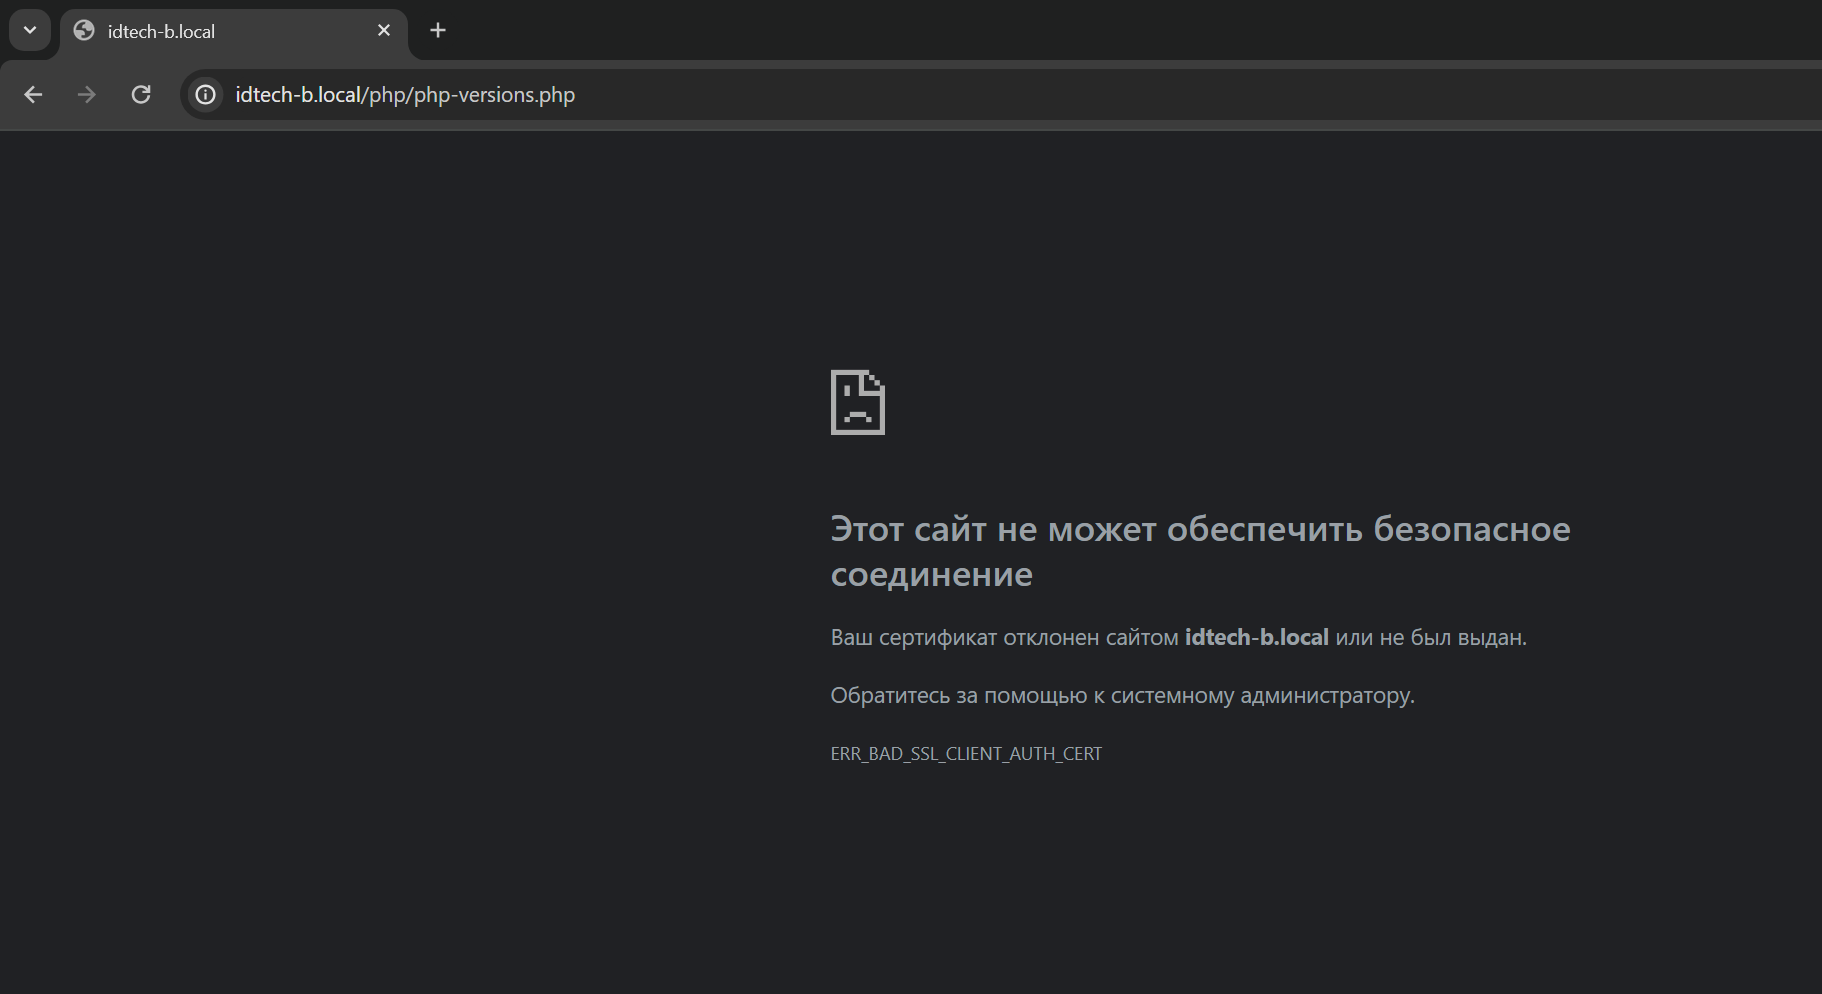 idtech-b.local
idtech-b.local/php/php-versions.php
Этот сайт не может обеспечить безопасное
соединение
Ваш сертификат отклонен сайтом idtech-b.local или не был выдан.
Обратитесь за помощью к системному администратору.
ERR_BAD_SSL_CLIENT_AUTH_CERT